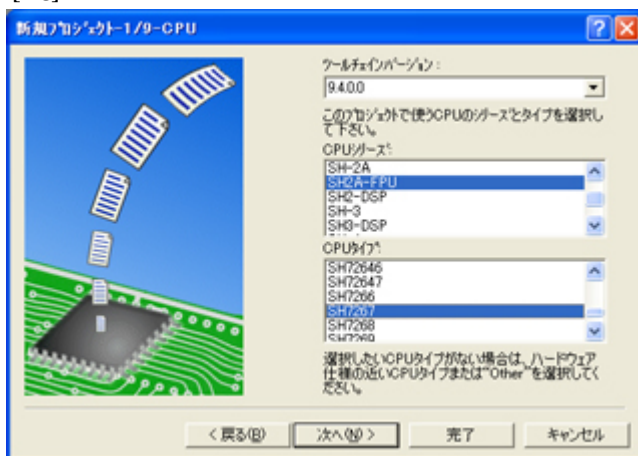 新規プロジェクト-1/9-CPU
ツールチェインバージョン :
9.4.0.0
このプロジェクトで使うCPUのシリーズとタイプを選択し
て下さい。
CPUシリーズ:
SH-2A
SH2A-FPU
SH2-DSP
SH-3
SH3-DSP
CPUタイプ:
SH72646
SH72647
SH7266
SH7267
SH7268
SH7269
選択したいCPUタイプがない場合は、ハードウェア
仕様の近いCPUタイプまたは"Other"を選択してく
ださい。
< 戻る(B)
次へ(N) >
完了
キャンセル